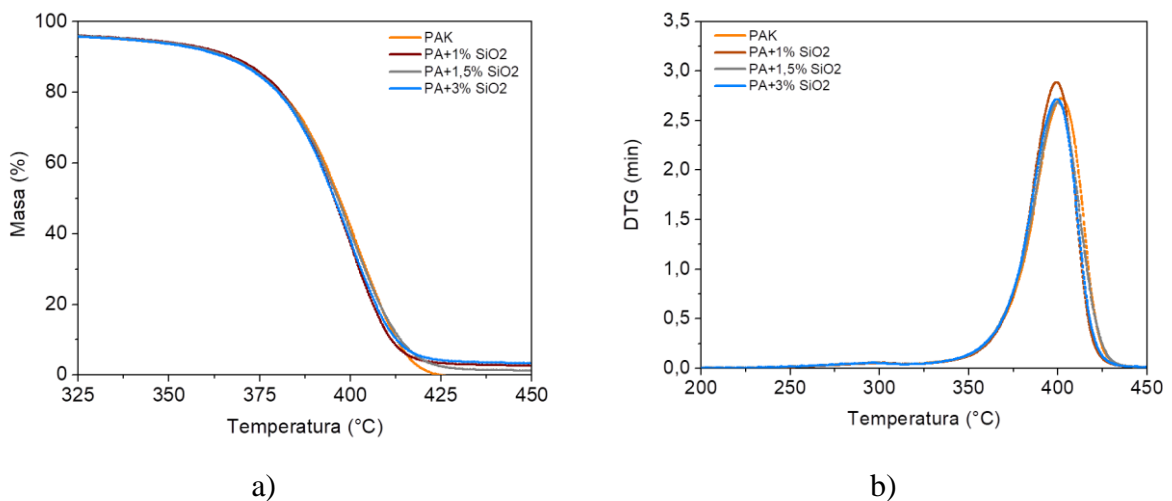 100
80
60
40
20
0
325
350
375
400
425
450
Masa (%)
Temperatura (°C)
PAK
PA+1% SiO2
PA+1,5% SiO2
PA+3% SiO2
a)
3,5
3,0
2,5
2,0
1,5
1,0
0,5
0,0
200
250
300
350
400
450
DTG (min)
Temperatura (°C)
PAK
PA+1% SiO2
PA+1,5% SiO2
PA+3% SiO2
b)